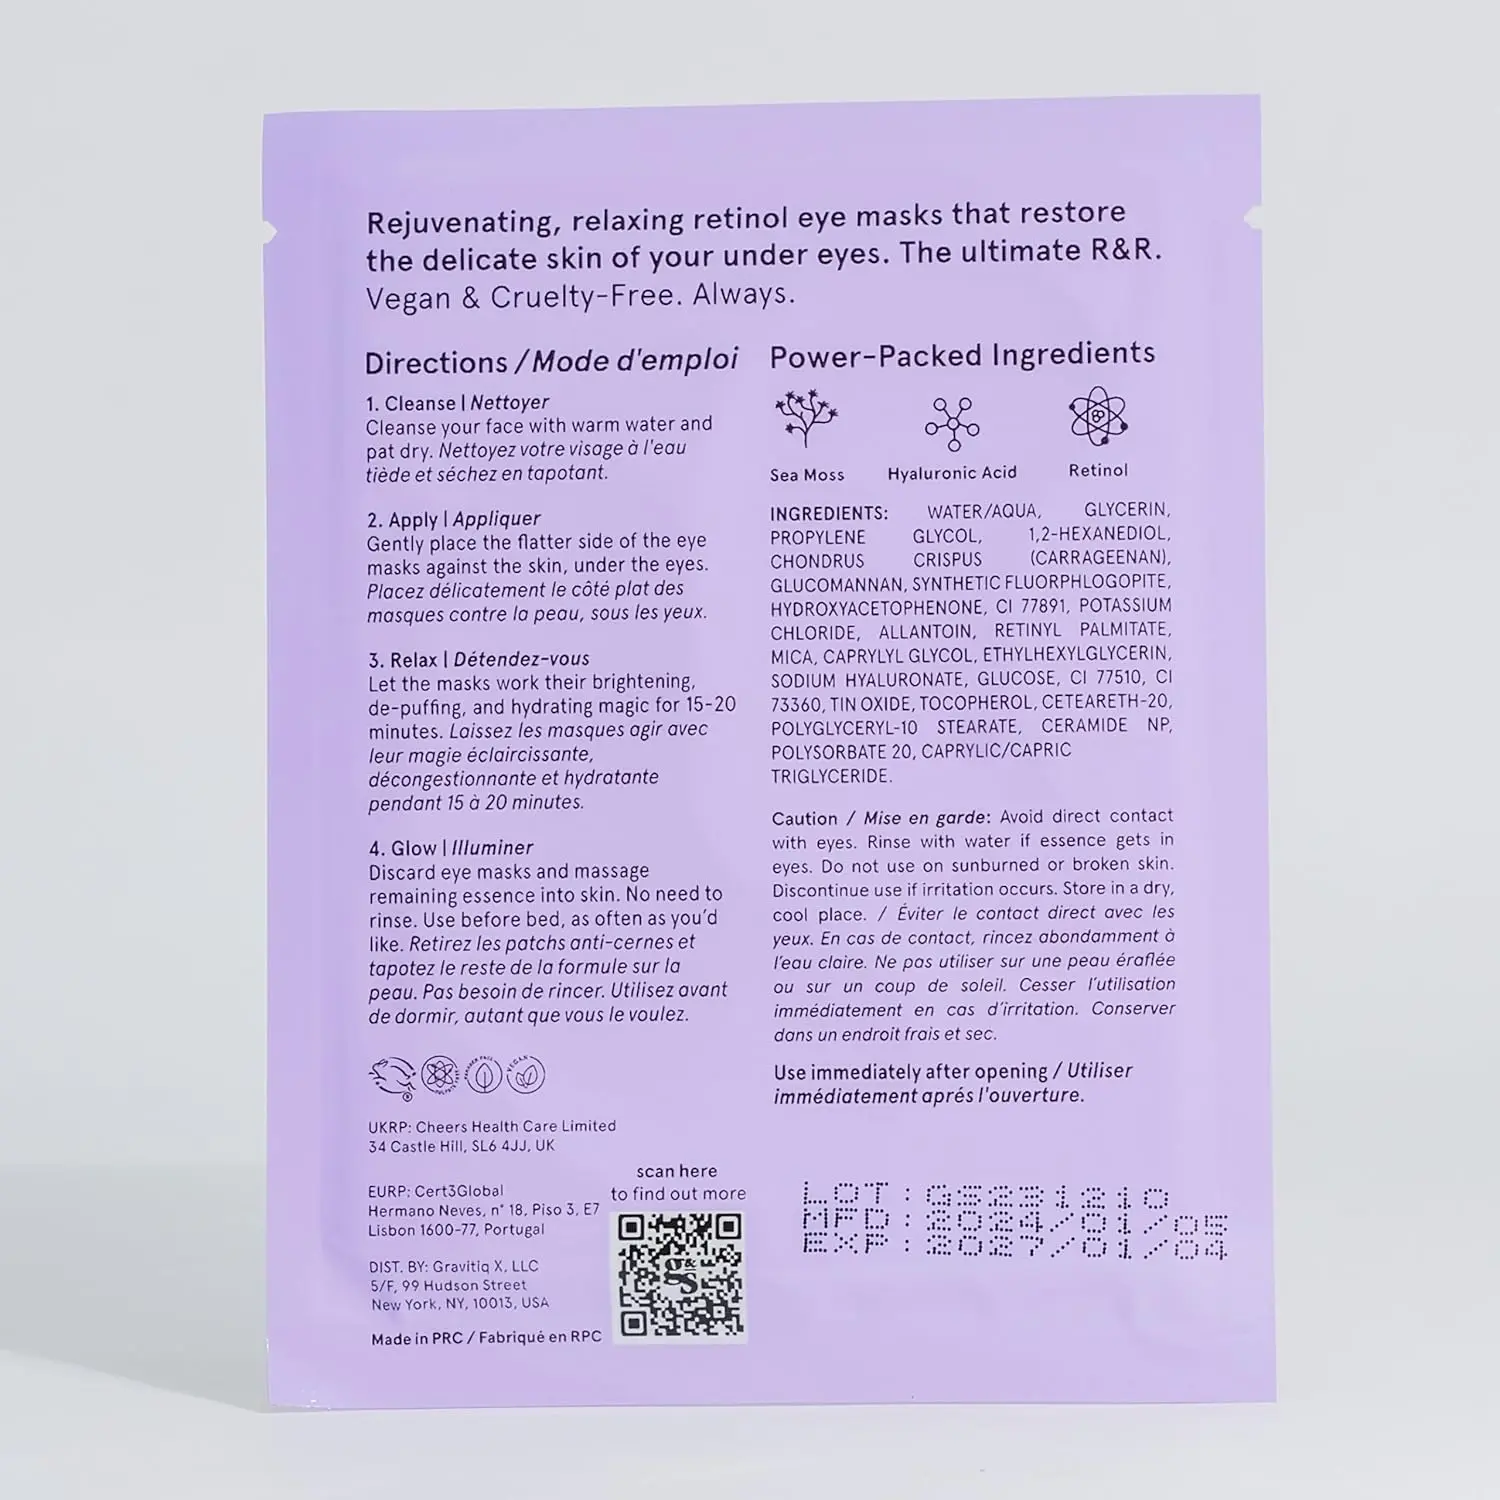 Rejuvenating, relaxing retinol eye masks that restore
the delicate skin of your under eyes. The ultimate R&R.
Vegan & Cruelty-Free. Always.
Directions / Mode d'emploi
1. Cleanse | Nettoyer
Cleanse your face with warm water and
pat dry. Nettoyez votre visage à l'eau
tiède et séchez en tapotant.
2. Apply | Appliquer
Gently place the flatter side of the eye
masks against the skin, under the eyes.
Placez délicatement le côté plat des
masques contre la peau, sous les yeux.
3. Relax | Détendez-vous
Let the masks work their brightening,
de-puffing, and hydrating magic for 15-20
minutes. Laissez les masques agir avec
leur magie éclaircissante,
décongestionnante et hydratante
pendant 15 à 20 minutes.
4. Glow | Illuminer
Discard eye masks and massage
remaining essence into skin. No need to
rinse. Use before bed, as often as you'd
like. Retirez les patchs anti-cernes et
tapotez le reste de la formule sur la
peau. Pas besoin de rincer. Utilisez avant
de dormir, autant que vous le voulez.
VEGAN
UKRP: Cheers Health Care Limited
34 Castle Hill, SL6 4JJ, UK
EURP: Cert3Global
Hermano Neves, n° 18, Piso 3, E7
Lisbon 1600-77, Portugal
DIST. BY: Gravitiq X, LLC
5/F, 99 Hudson Street
New York, NY, 10013, USA
Made in PRC / Fabriqué en RPC
scan here
to find out more
g&s
Power-Packed Ingredients
Sea Moss
Hyaluronic Acid
Retinol
INGREDIENTS: WATER/AQUA, GLYCERIN,
PROPYLENE GLYCOL, 1,2-HEXANEDIOL,
CHONDRUS CRISPUS (CARRAGEENAN),
GLUCOMANNAN, SYNTHETIC FLUORPHLOGOPITE,
HYDROXYACETOPHENONE, CI 77891, POTASSIUM
CHLORIDE, ALLANTOIN, RETINYL PALMITATE,
MICA, CAPRYLYL GLYCOL, ETHYLHEXYLGLYCERIN,
SODIUM HYALURONATE, GLUCOSE, CI 77510, CI
73360, TIN OXIDE, TOCOPHEROL, CETEARETH-20,
POLYGLYCERYL-10 STEARATE, CERAMIDE NP,
POLYSORBATE 20, CAPRYLIC/CAPRIC
TRIGLYCERIDE.
Caution / Mise en garde: Avoid direct contact
with eyes. Rinse with water if essence gets in
eyes. Do not use on sunburned or broken skin.
Discontinue use if irritation occurs. Store in a dry,
cool place. / Éviter le contact direct avec les
yeux. En cas de contact, rincez abondamment à
l'eau claire. Ne pas utiliser sur une peau éraflée
ou sur un coup de soleil. Cesser l'utilisation
immédiatement en cas d'irritation. Conserver
dans un endroit frais et sec.
Use immediately after opening / Utiliser
immédiatement aprés l'ouverture.
LOT: GS231210
MFD: 2024/01/05
EXP: 2027/01/04